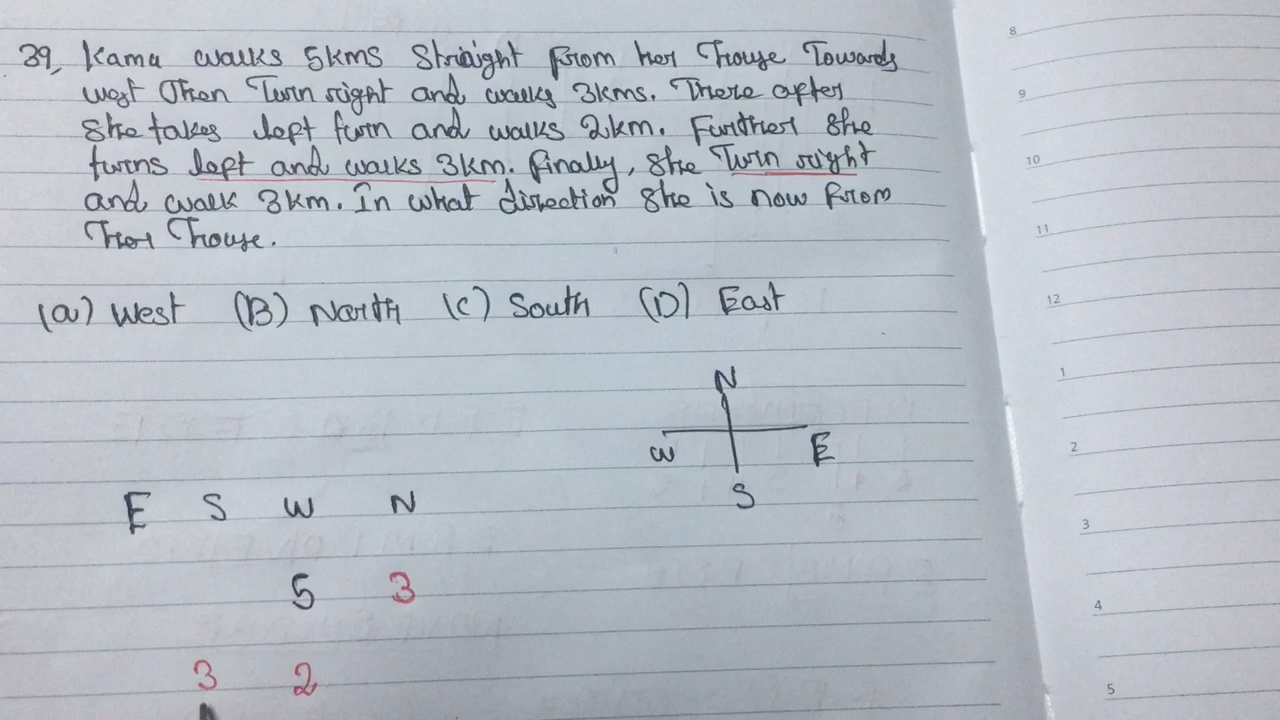 39, Kamu walks 5kms straight from her house Towards
west Then Turn right and walks 3kms. There after
she takes left turn and walks 2km. Further she
turns left and walks 3km. finally, she Turn right
and walk 3km. In what direction she is now from
Her house.
(a) West (B) North (C) South (D) East
N
W E
S
E S W N
5 3
3 2
8
9
10
11
12
1
2
3
4
5